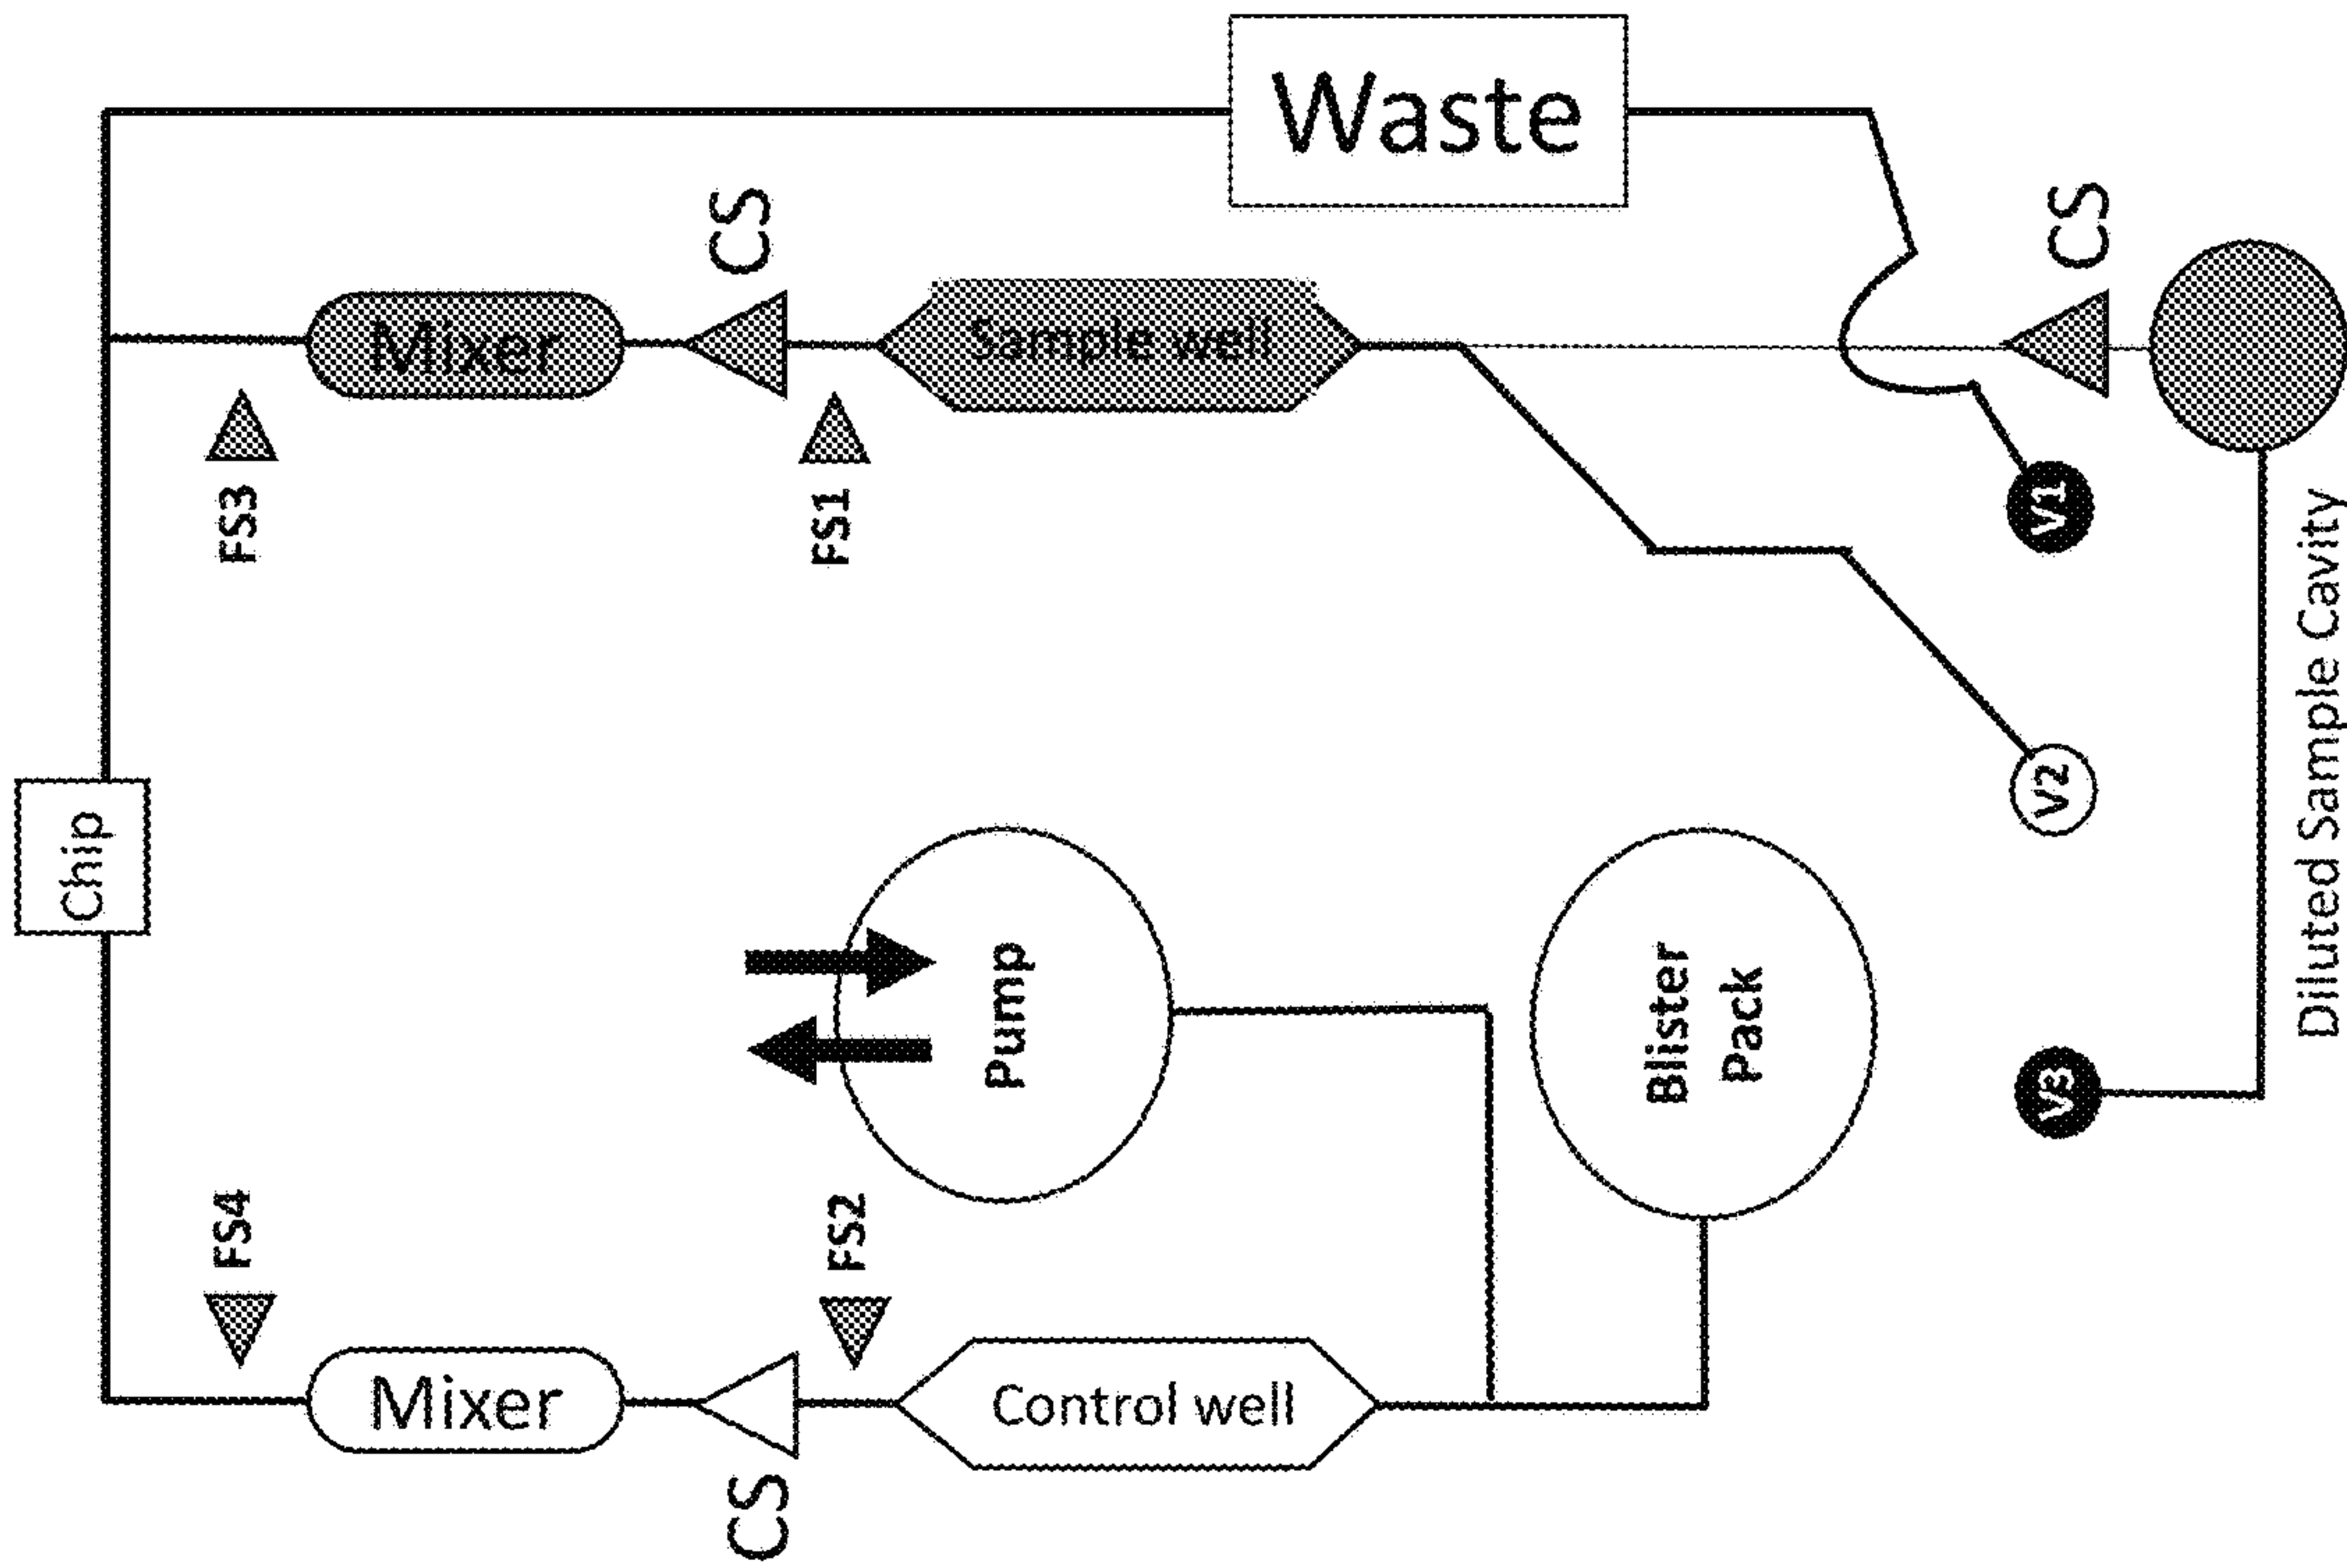 Waste
CS
CS
Mixer
Sample well
FS3
FS1
V1
V2
Diluted Sample Cavity
Chip
Pump
Blister
Pack
V3
FS4
FS2
Mixer
Control well
CS